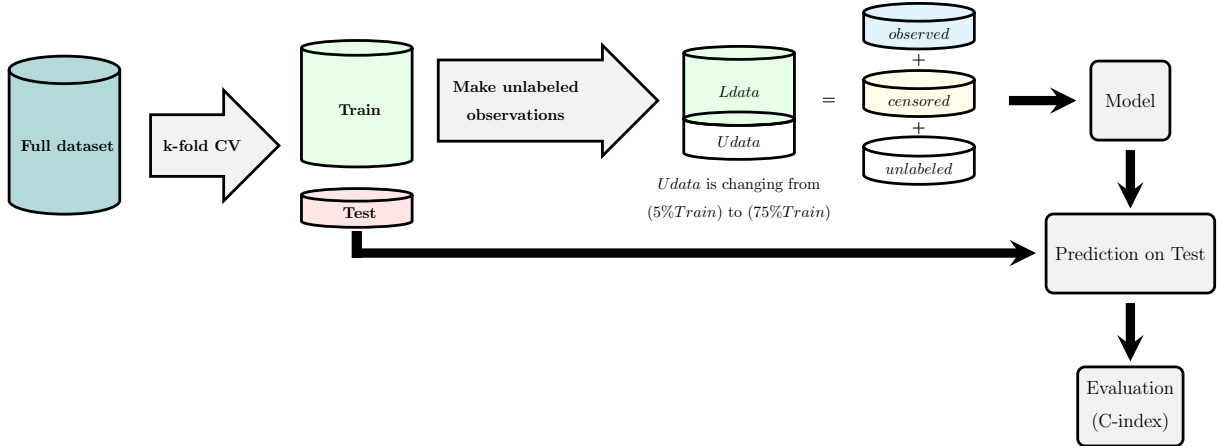 Full dataset
k-fold CV
Train
Test
Make unlabeled
observations
Ldata
Udata
Udata is changing from
(5%Train) to (75%Train)
=
observed
+
censored
+
unlabeled
Model
Prediction on Test
Evaluation
(C-index)